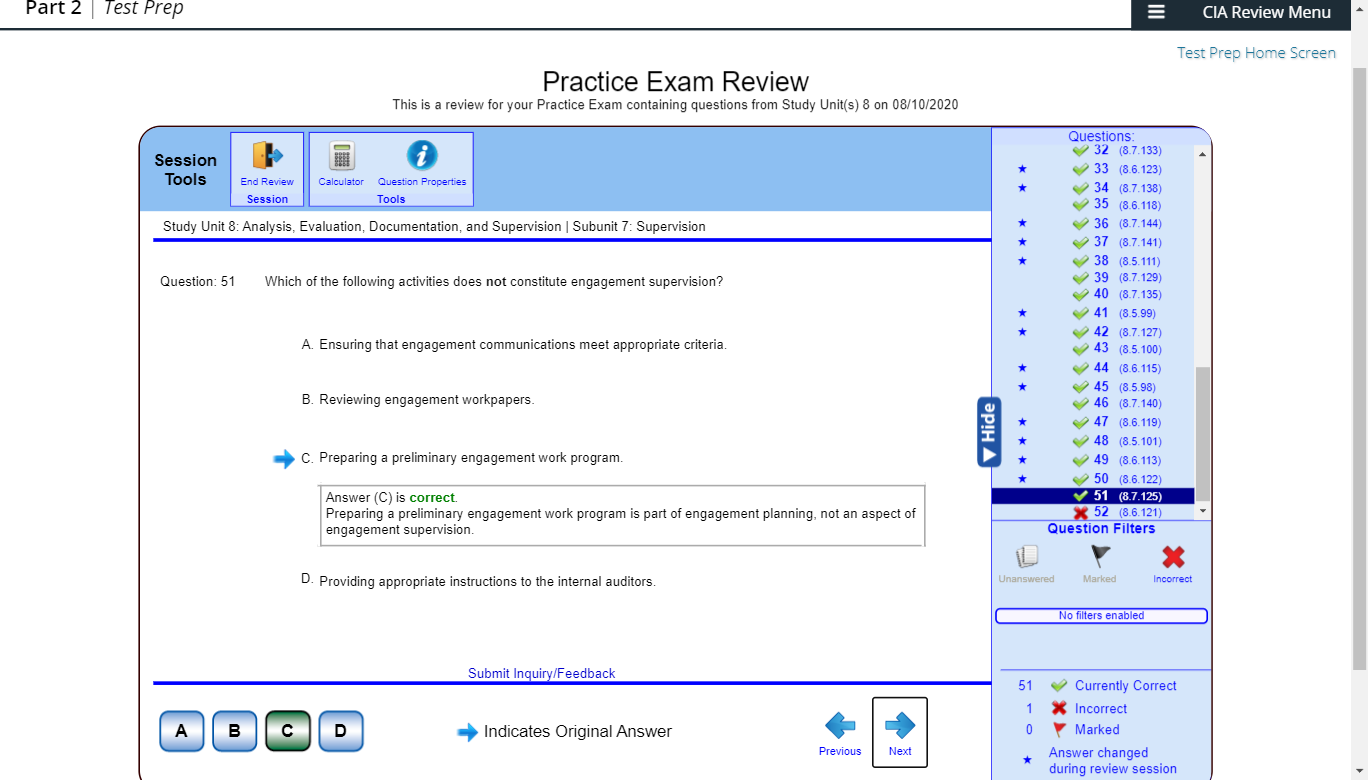 Part 2 | Test Prep
CIA Review Menu
Test Prep Home Screen
Practice Exam Review
This is a review for your Practice Exam containing questions from Study Unit(s) 8 on 08/10/2020
Session Tools
End Review
Session
Calculator
Question Properties
Tools
Study Unit 8: Analysis, Evaluation, Documentation, and Supervision | Subunit 7: Supervision
Question: 51 Which of the following activities does not constitute engagement supervision?
A. Ensuring that engagement communications meet appropriate criteria.
B. Reviewing engagement workpapers.
C. Preparing a preliminary engagement work program.
Answer (C) is correct.
Preparing a preliminary engagement work program is part of engagement planning, not an aspect of
engagement supervision.
D. Providing appropriate instructions to the internal auditors.
Submit Inquiry/Feedback
A B C D
Indicates Original Answer
Previous
Next
Hide
Questions:
32 (8.7.133)
33 (8.6.123)
34 (8.7.138)
35 (8.6.118)
36 (8.7.144)
37 (8.7.141)
38 (8.5.111)
39 (8.7.129)
40 (8.7.135)
41 (8.5.99)
42 (8.7.127)
43 (8.5.100)
44 (8.6.115)
45 (8.5.98)
46 (8.7.140)
47 (8.6.119)
48 (8.5.101)
49 (8.6.113)
50 (8.6.122)
51 (8.7.125)
52 (8.6.121)
Question Filters
Unanswered
Marked
Incorrect
No filters enabled
51 Currently Correct
1 Incorrect
0 Marked
Answer changed
during review session